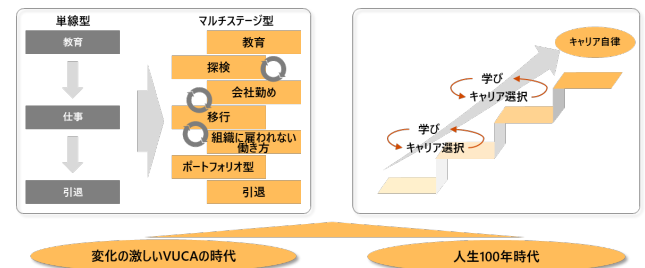 単線型
教育
仕事
引退
マルチステージ型
教育
探検
会社勤め
移行
組織に雇われない
働き方
ポートフォリオ型
引退
キャリア自律
学び
キャリア選択
学び
キャリア選択
変化の激しいVUCAの時代
人生100年時代